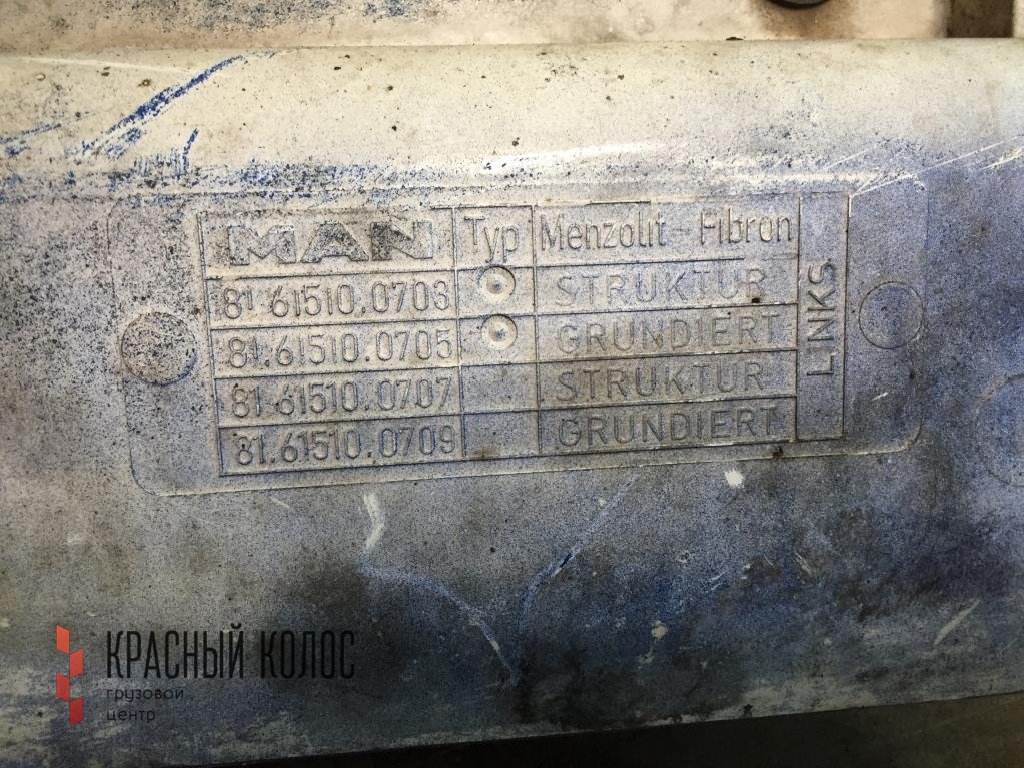 MAN Typ Menzolit-Fibron
81.61510.0703 STRUKTUR
81.61510.0705 GRUNDIERT
81.61510.0707 STRUKTUR
81.61510.0709 GRUNDIERT
LINKS
КРАСНЫЙ КОЛОС
грузовой
центр